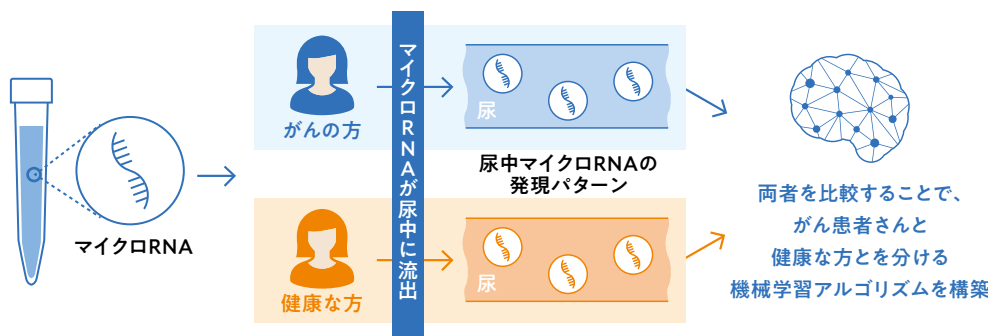 マイクロRNA
がんの方
健康な方
マイクロRNAが尿中に流出
尿
尿中マイクロRNAの
発現パターン
尿
両者を比較することで、
がん患者さんと
健康な方とを分ける
機械学習アルゴリズムを構築